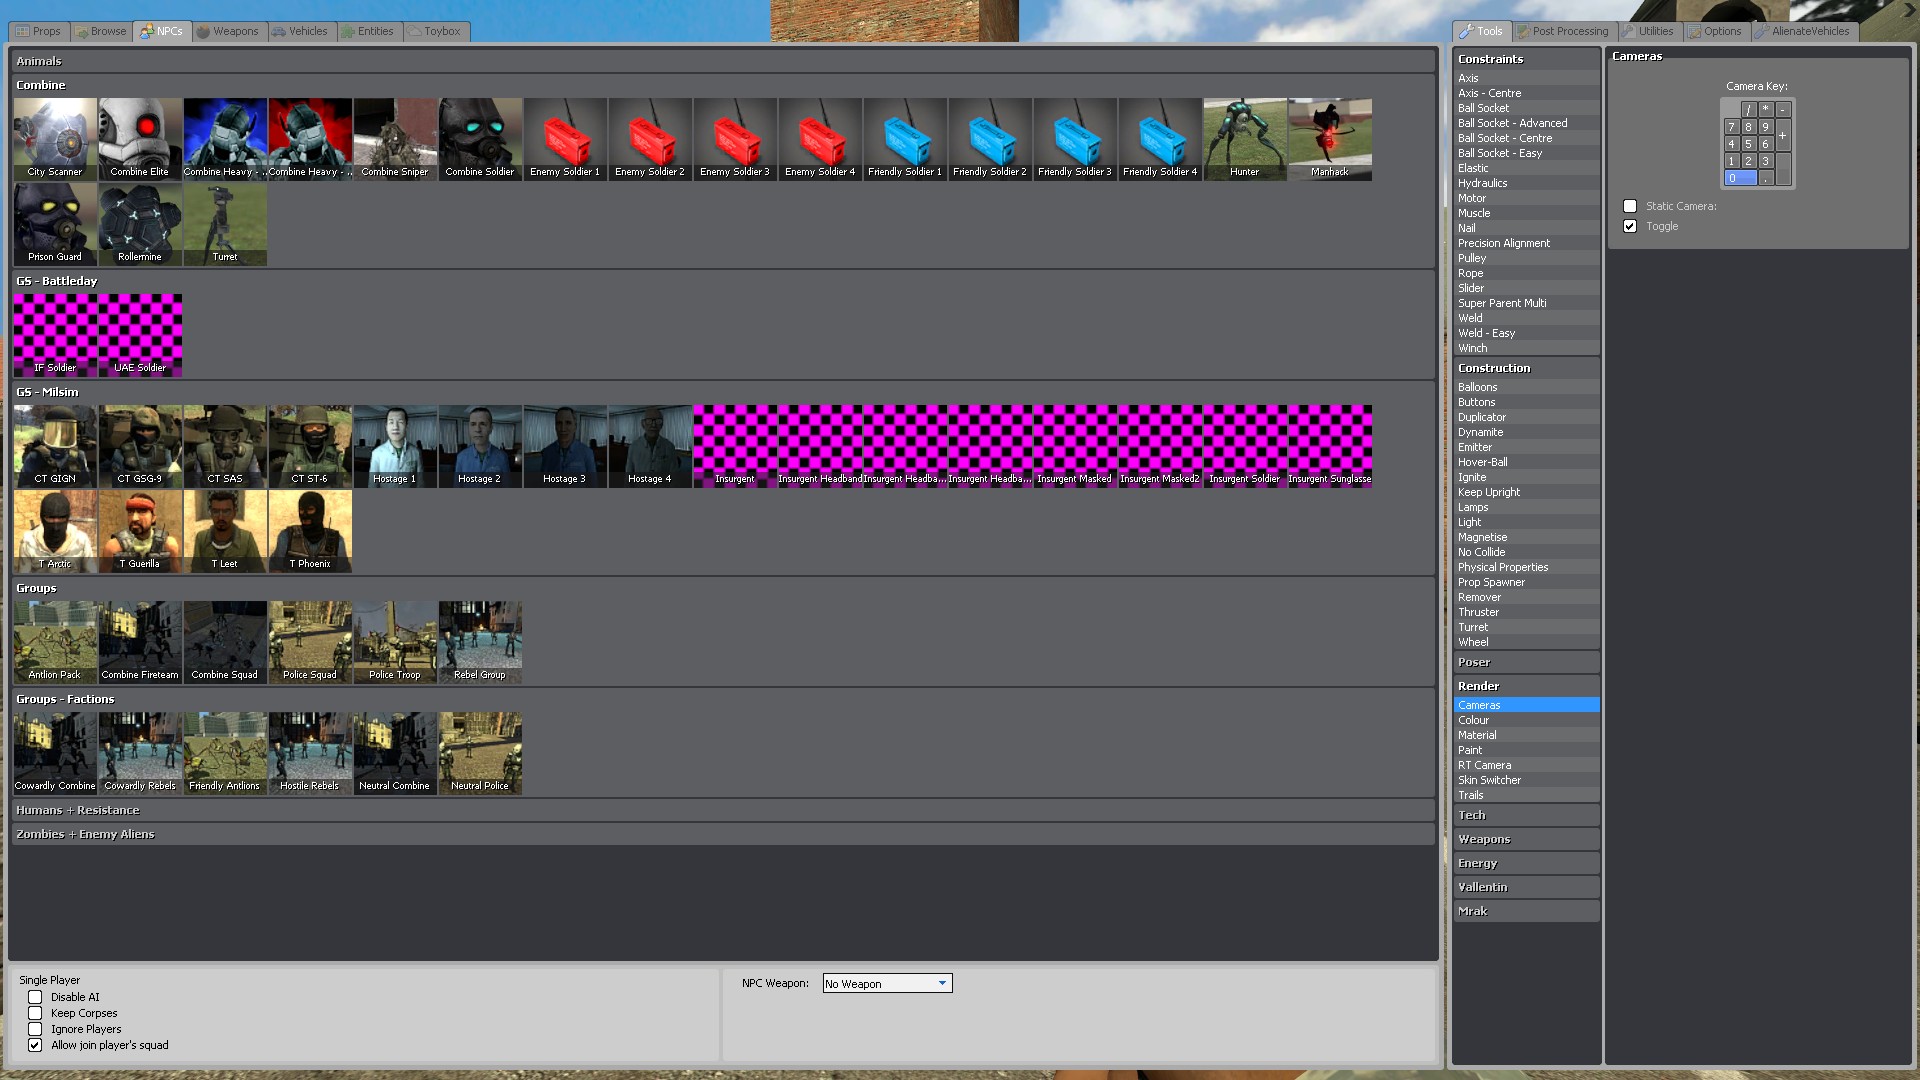 Props
Browse
NPCs
Weapons
Vehicles
Entities
Toybox
Animals
Combine
City Scanner
Combine Elite
Combine Heavy - ...
Combine Heavy - ...
Combine Sniper
Combine Soldier
Enemy Soldier 1
Enemy Soldier 2
Enemy Soldier 3
Enemy Soldier 4
Friendly Soldier 1
Friendly Soldier 2
Friendly Soldier 3
Friendly Soldier 4
Hunter
Manhack
Prison Guard
Rollermine
Turret
GS - Battleday
IF Soldier
UAE Soldier
GS - Milsim
CT GIGN
CT GSG-9
CT SAS
CT ST-6
Hostage 1
Hostage 2
Hostage 3
Hostage 4
Insurgent
Insurgent Headband
Insurgent Headba...
Insurgent Headba...
Insurgent Masked
Insurgent Masked2
Insurgent Soldier
Insurgent Sunglasse
T Arctic
T Guerilla
T Leet
T Phoenix
Groups
Antlion Pack
Combine Fireteam
Combine Squad
Police Squad
Police Troop
Rebel Group
Groups - Factions
Cowardly Combine
Cowardly Rebels
Friendly Antlions
Hostile Rebels
Neutral Combine
Neutral Police
Humans + Resistance
Zombies + Enemy Aliens
Single Player
Disable AI
Keep Corpses
Ignore Players
Allow join player's squad
NPC Weapon:
No Weapon
Tools
Post Processing
Utilities
Options
AlienateVehicles
Constraints
Axis
Axis - Centre
Ball Socket
Ball Socket - Advanced
Ball Socket - Centre
Ball Socket - Easy
Elastic
Hydraulics
Motor
Muscle
Nail
Precision Alignment
Pulley
Rope
Slider
Super Parent Multi
Weld
Weld - Easy
Winch
Construction
Balloons
Buttons
Duplicator
Dynamite
Emitter
Hover-Ball
Ignite
Keep Upright
Lamps
Light
Magnetise
No Collide
Physical Properties
Prop Spawner
Remover
Thruster
Turret
Wheel
Poser
Render
Cameras
Colour
Material
Paint
RT Camera
Skin Switcher
Trails
Tech
Weapons
Energy
Vallentin
Mrak
Cameras
Camera Key:
/ * -
7 8 9 +
4 5 6
1 2 3
0 .
Static Camera:
Toggle